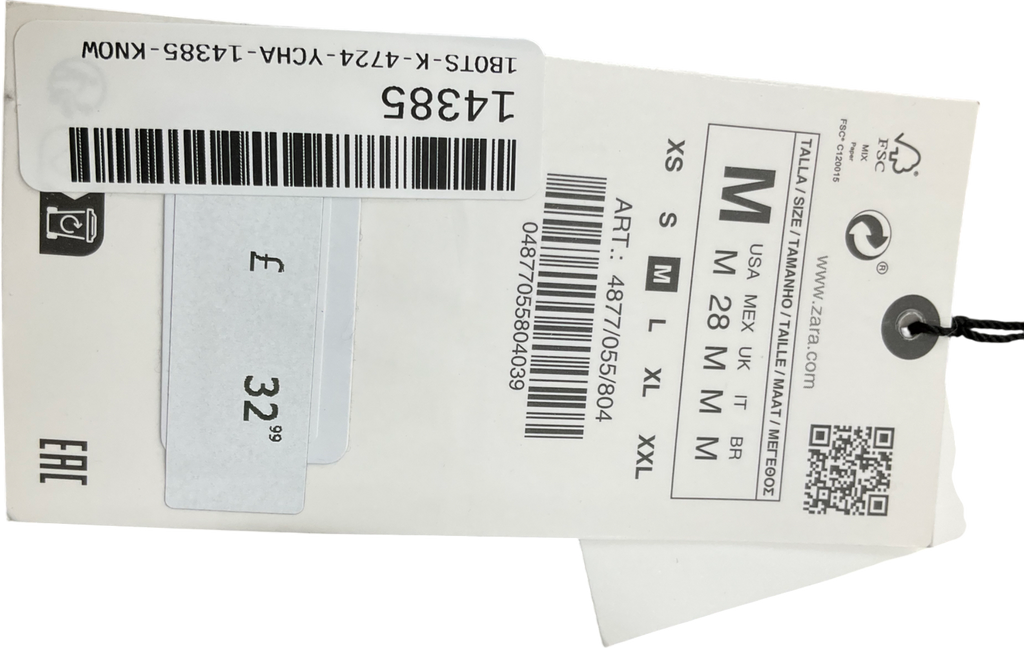 FSC
MIX
Paper
FSC® C120015
®
www.zara.com
TALLA / SIZE / TAMANHO / TAILLE / MAAT / ΜΕΓΕΘΟΣ
M
USA MEX UK IT BR
M 28 M M M
XS S M L XL XXL
ART.: 4877/055/804
04877055804039
£ 32⁹⁹
EAC
14385
1BOTS-K-4724-YCHA-14385-KNOW